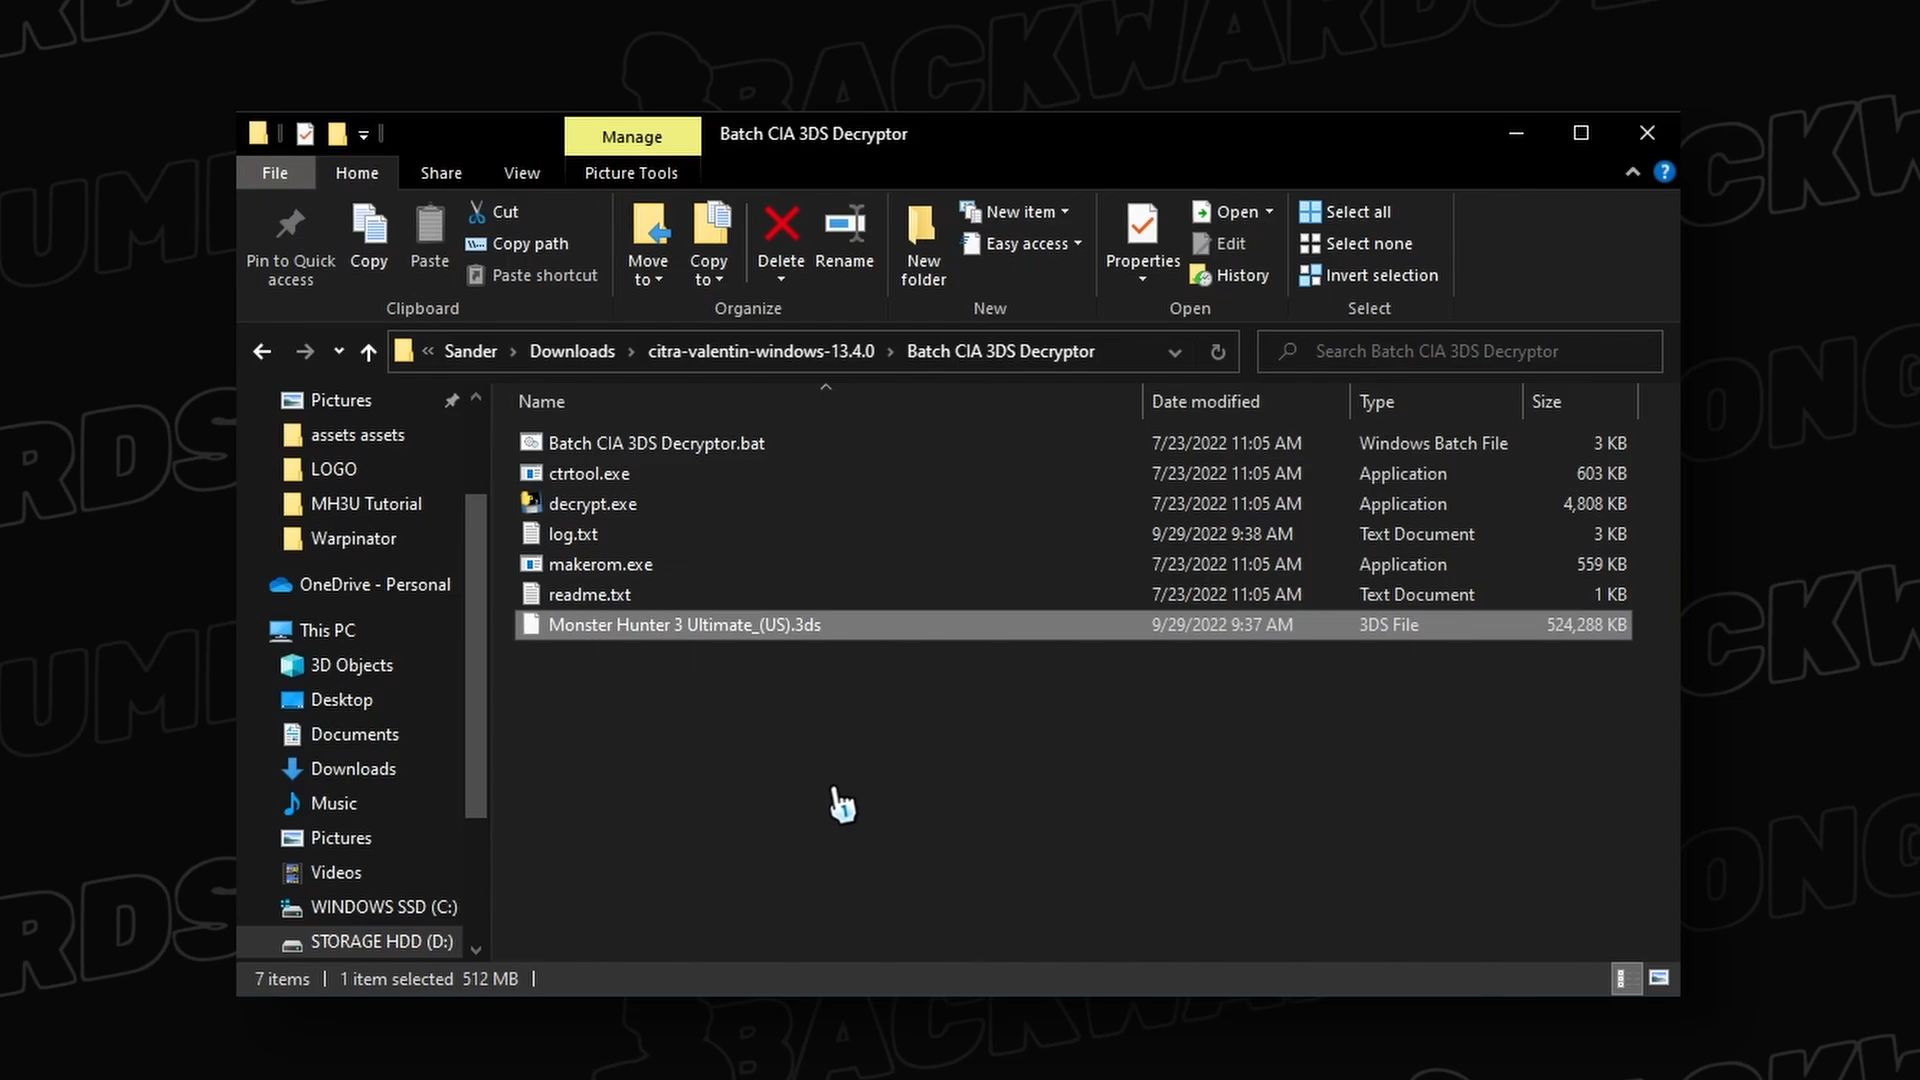 Manage
Batch CIA 3DS Decryptor
File
Home
Share
View
Picture Tools
Pin to Quick access
Copy
Paste
Cut
Copy path
Paste shortcut
Clipboard
Move to
Copy to
Delete
Rename
Organize
New folder
New item
Easy access
New
Properties
Open
Edit
History
Open
Select all
Select none
Invert selection
Select
« Sander › Downloads › citra-valentin-windows-13.4.0 › Batch CIA 3DS Decryptor
Search Batch CIA 3DS Decryptor
Pictures
assets assets
LOGO
MH3U Tutorial
Warpinator
OneDrive - Personal
This PC
3D Objects
Desktop
Documents
Downloads
Music
Pictures
Videos
WINDOWS SSD (C:)
STORAGE HDD (D:)
Name Date modified Type Size
Batch CIA 3DS Decryptor.bat 7/23/2022 11:05 AM Windows Batch File 3 KB
ctrtool.exe 7/23/2022 11:05 AM Application 603 KB
decrypt.exe 7/23/2022 11:05 AM Application 4,808 KB
log.txt 9/29/2022 9:38 AM Text Document 3 KB
makerom.exe 7/23/2022 11:05 AM Application 559 KB
readme.txt 7/23/2022 11:05 AM Text Document 1 KB
Monster Hunter 3 Ultimate_(US).3ds 9/29/2022 9:37 AM 3DS File 524,288 KB
7 items
1 item selected 512 MB